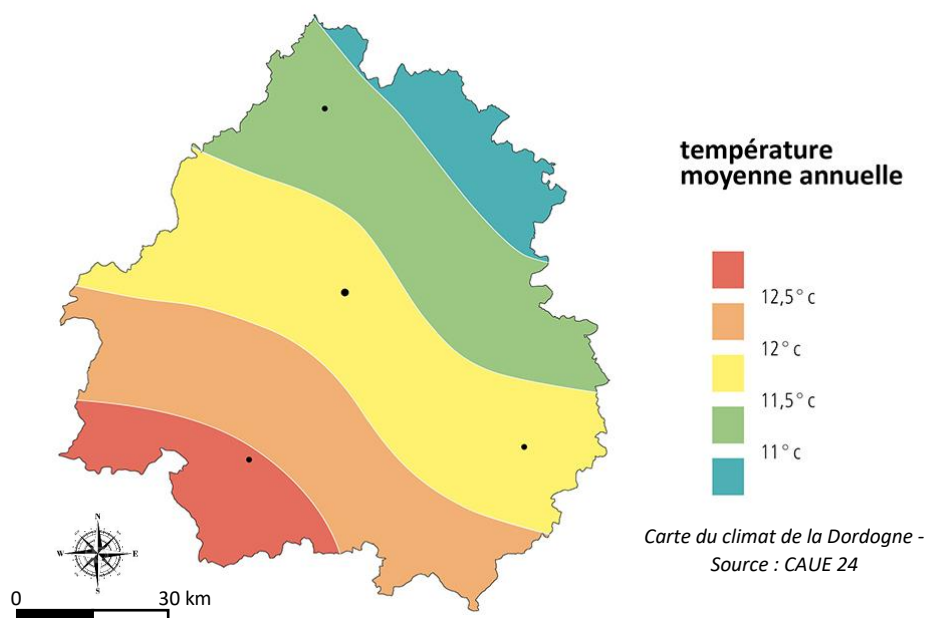 température
moyenne annuelle
12,5° c
12° c
11,5° c
11° c
Carte du climat de la Dordogne -
Source : CAUE 24
N
W E
S
0 30 km